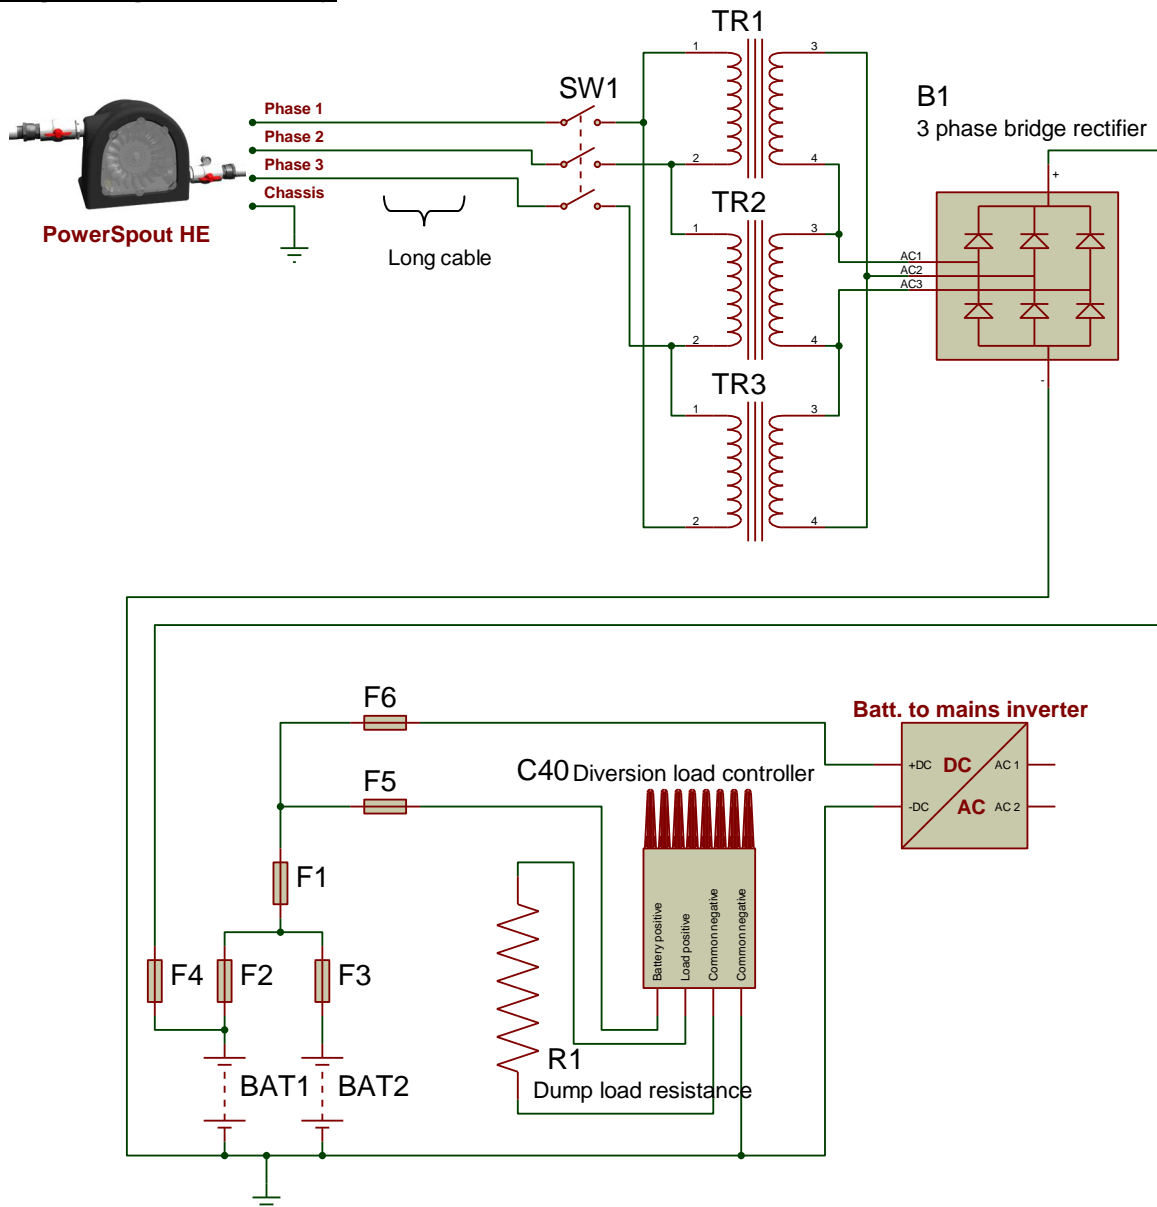 TR1
1
3
SW1
B1
3 phase bridge rectifier
Phase 1
Phase 2
Phase 3
Chassis
2
4
+
PowerSpout HE
Long cable
TR2
1
3
AC1
AC2
AC3
2
4
-
TR3
1
3
2
4
F6
Batt. to mains inverter
C40 Diversion load controller
+DC DC AC 1
-DC AC AC 2
F5
F1
Battery positive
Load positive
Common negative
Common negative
F4
F2
F3
R1
Dump load resistance
BAT1
BAT2